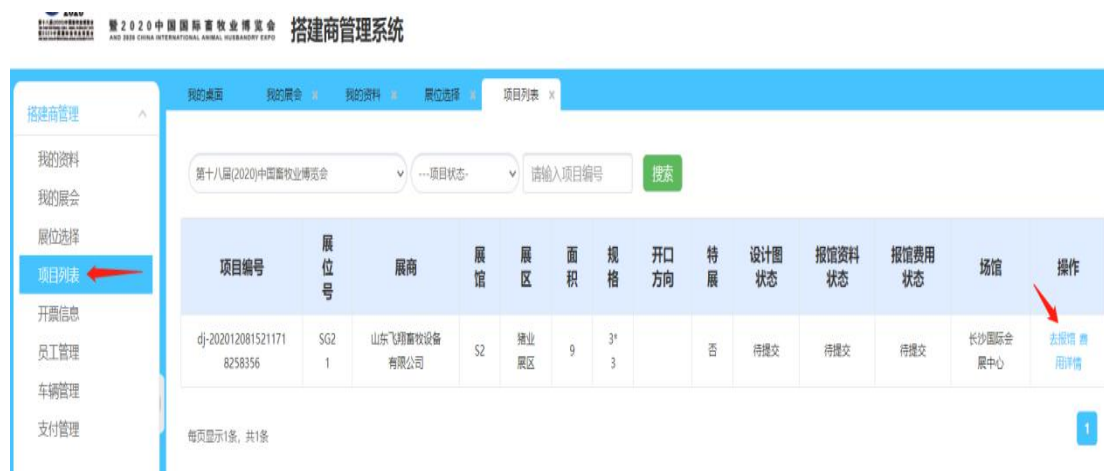 2020
暨2020中国国际畜牧业博览会
AND 2020 CHINA INTERNATIONAL ANIMAL HUSBANDRY EXPO
搭建商管理系统
我的桌面 我的展会 × 我的资料 × 展位选择 × 项目列表 ×
搭建商管理
我的资料
我的展会
展位选择
项目列表
开票信息
员工管理
车辆管理
支付管理
第十八届(2020)中国畜牧业博览会 ---项目状态- 请输入项目编号 搜索
项目编号 展位号 展商 展馆 展区 面积 规格 开口方向 特展 设计图状态 报馆资料状态 报馆费用状态 场馆 操作
dj-202012081521171 SG2 山东飞翔畜牧设备 S2 猪业 9 3* 否 待提交 待提交 待提交 长沙国际会 去报馆 费
8258356 1 有限公司 展区 3 展中心 用详情
每页显示1条，共1条
1